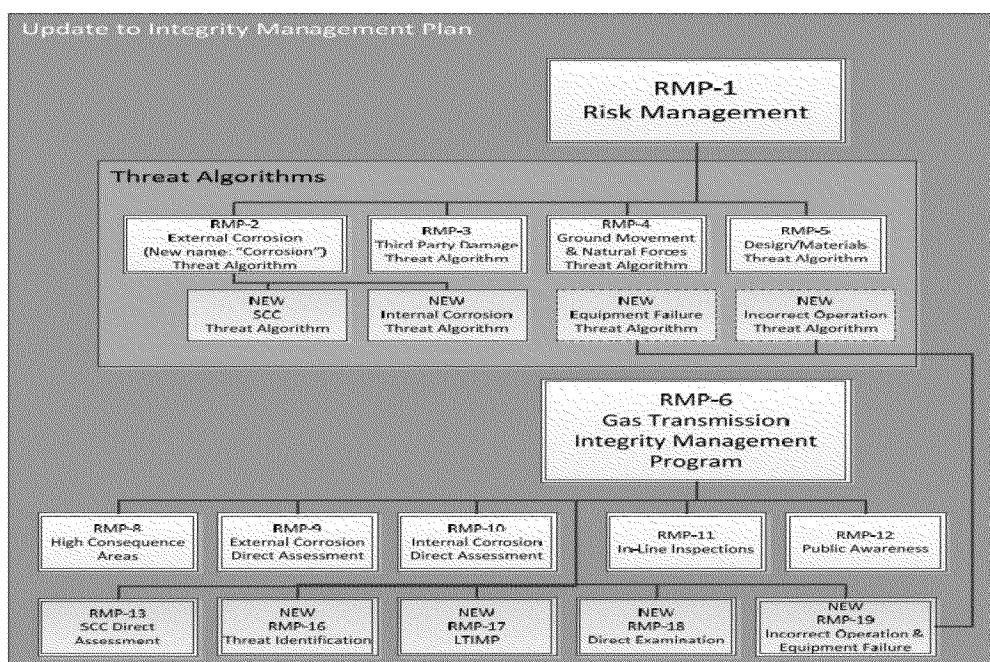 Update to Integrity Management Plan
RMP-1
Risk Management
Threat Algorithms
RMP-2
External Corrosion
(New name: "Corrosion")
Threat Algorithm
RMP-3
Third Party Damage
Threat Algorithm
RMP-4
Ground Movement
& Natural Forces
Threat Algorithm
RMP-5
Design/Materials
Threat Algorithm
NEW
SCC
Threat Algorithm
NEW
Internal Corrosion
Threat Algorithm
NEW
Equipment Failure
Threat Algorithm
NEW
Incorrect Operation
Threat Algorithm
RMP-6
Gas Transmission
Integrity Management
Program
RMP-8
High Consequence
Areas
RMP-9
External Corrosion
Direct Assessment
RMP-10
Internal Corrosion
Direct Assessment
RMP-11
In-Line Inspections
RMP-12
Public Awareness
RMP-13
SCC Direct
Assessment
NEW
RMP-16
Threat Identification
NEW
RMP-17
LTIMP
NEW
RMP-18
Direct Examination
NEW
RMP-19
Incorrect Operation &
Equipment Failure